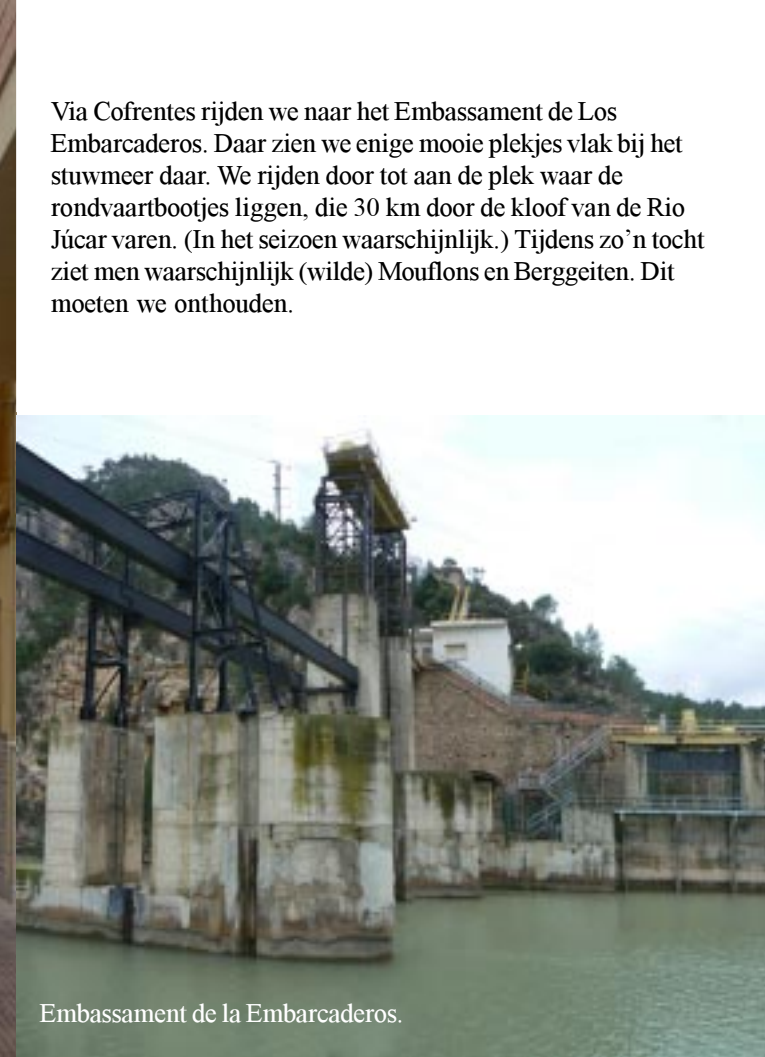 Via Cofrentes rijden we naar het Embassament de Los
Embarcaderos. Daar zien we enige mooie plekjes vlak bij het
stuwmeer daar. We rijden door tot aan de plek waar de
rondvaartbootjes liggen, die 30 km door de kloof van de Rio
Júcar varen. (In het seizoen waarschijnlijk.) Tijdens zo’n tocht
ziet men waarschijnlijk (wilde) Mouflons en Berggeiten. Dit
moeten we onthouden.
Embassament de la Embarcaderos.